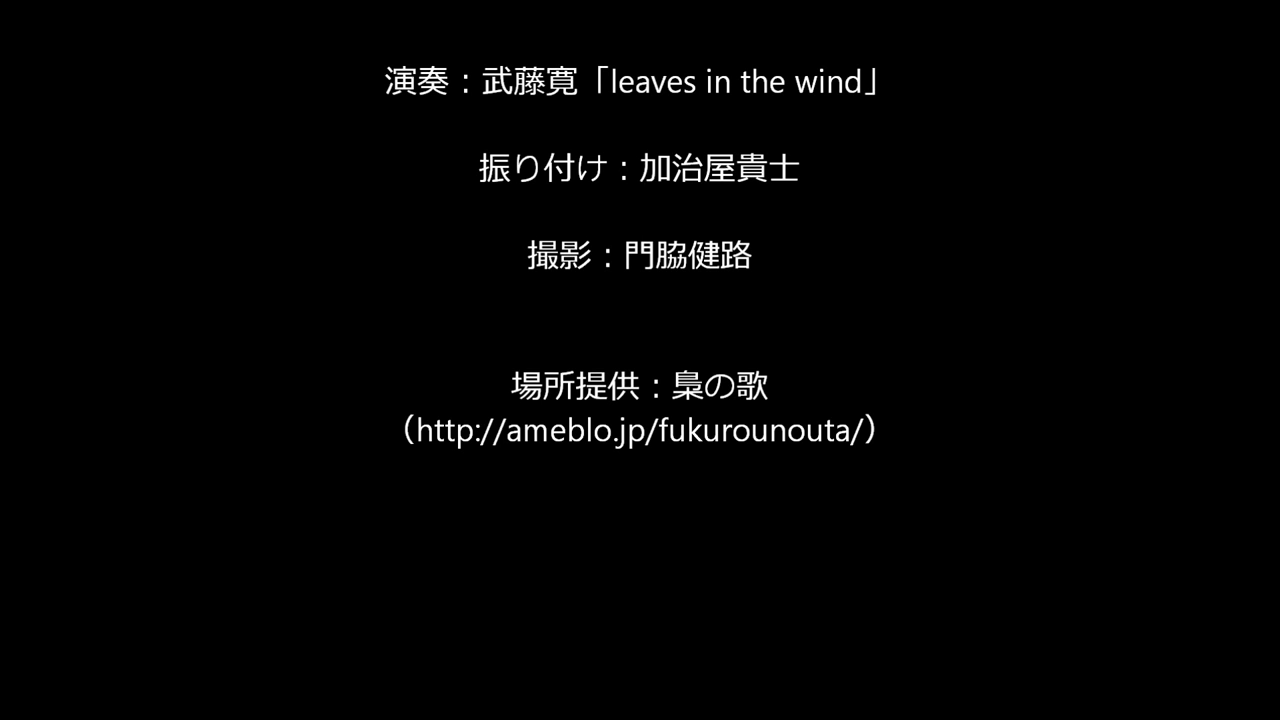 演奏：武藤寛「leaves in the wind」
振り付け：加治屋貴士
撮影：門脇健路
場所提供：梟の歌
（http://ameblo.jp/fukurounouta/）